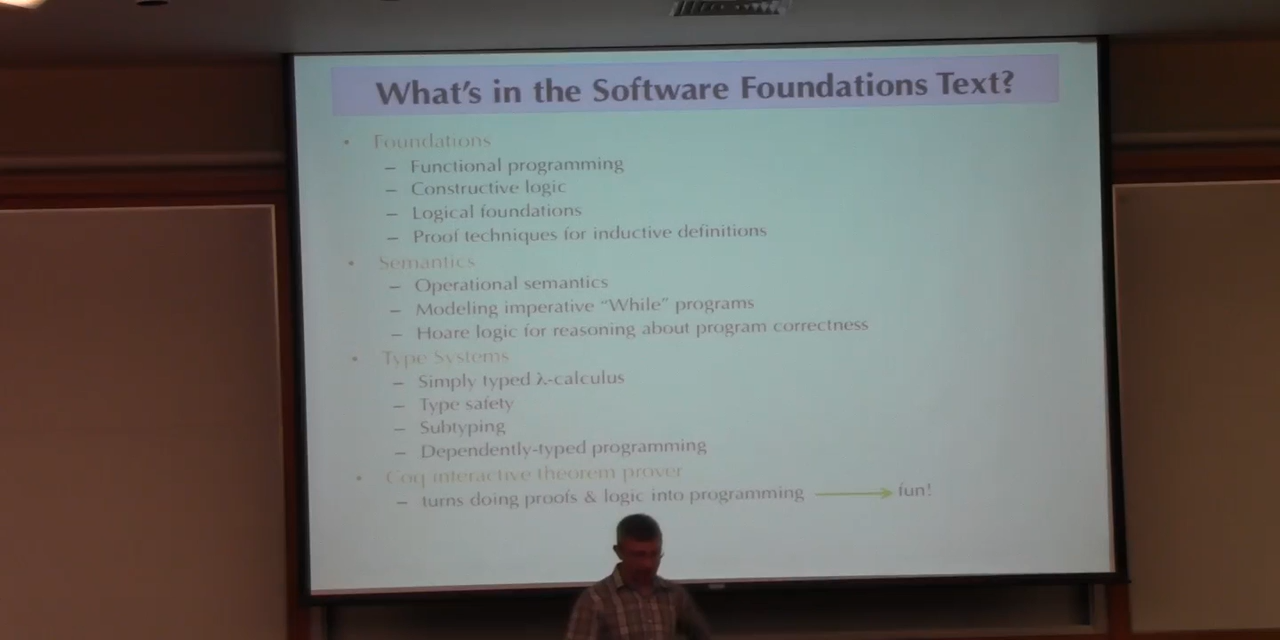 What's in the Software Foundations Text?
• Foundations
– Functional programming
– Constructive logic
– Logical foundations
– Proof techniques for inductive definitions
• Semantics
– Operational semantics
– Modeling imperative “While” programs
– Hoare logic for reasoning about program correctness
• Type Systems
– Simply typed λ-calculus
– Type safety
– Subtyping
– Dependently-typed programming
• Coq interactive theorem prover
– turns doing proofs & logic into programming ⟶ fun!